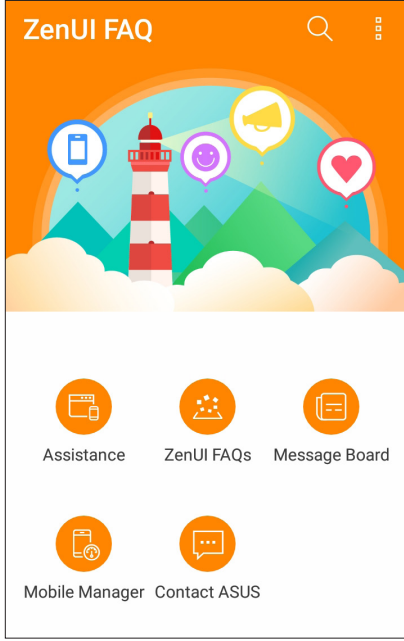 ZenUI FAQ
Assistance
ZenUI FAQs
Message Board
Mobile Manager
Contact ASUS